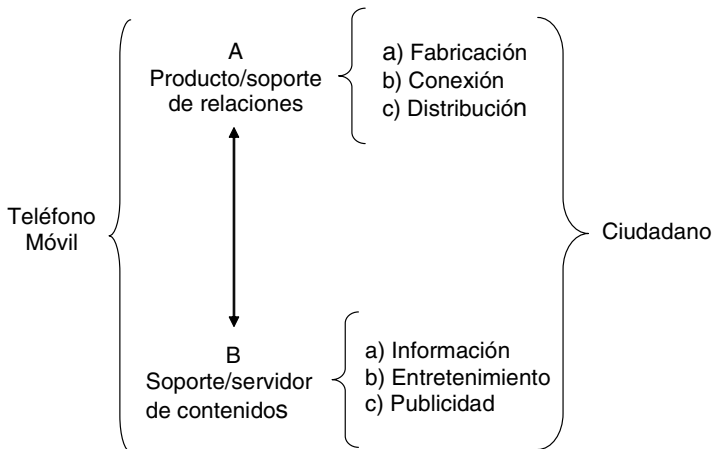 A
Producto/soporte
de relaciones
a) Fabricación
b) Conexión
c) Distribución
Teléfono
Móvil
Ciudadano
B
Soporte/servidor
de contenidos
a) Información
b) Entretenimiento
c) Publicidad